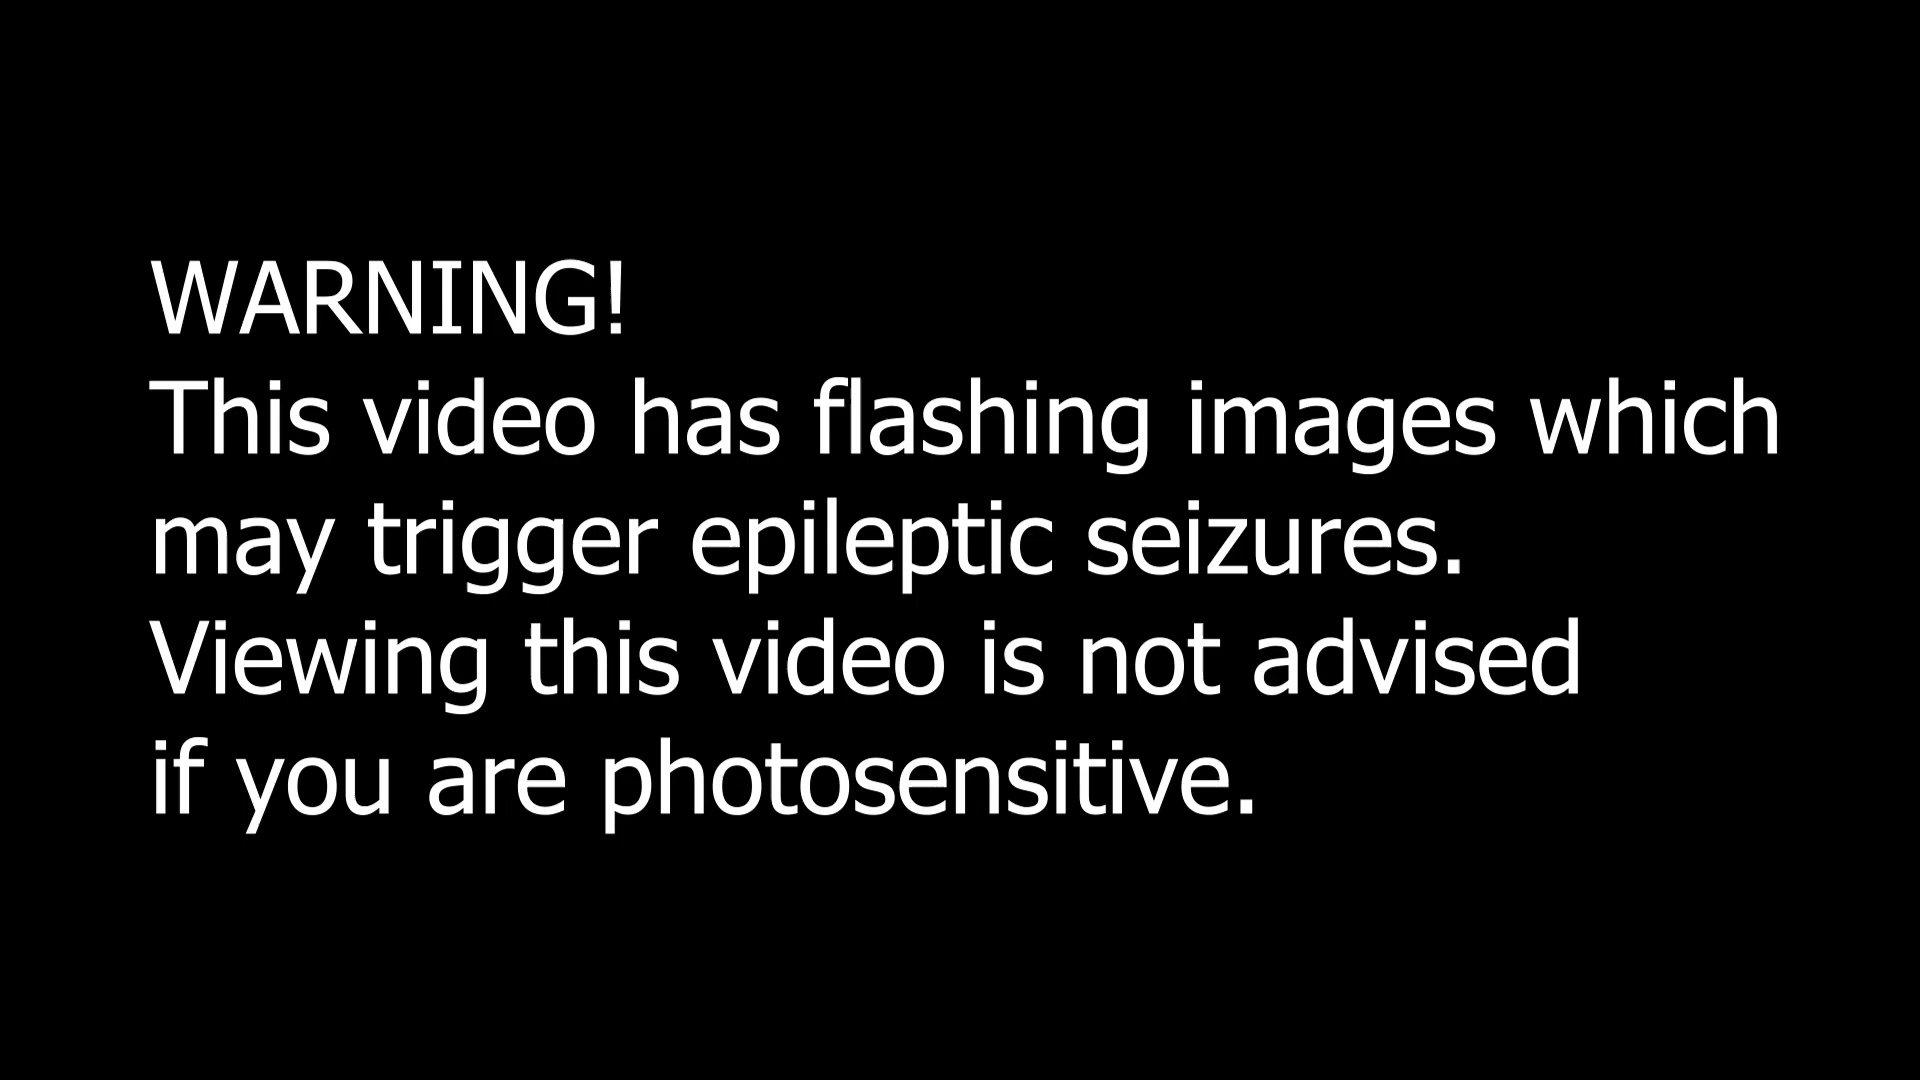 WARNING!
This video has flashing images which
may trigger epileptic seizures.
Viewing this video is not advised
if you are photosensitive.